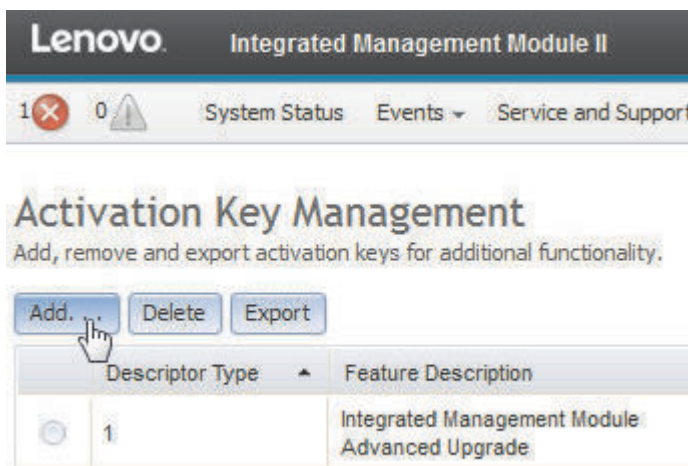 Lenovo. Integrated Management Module II
1 0 System Status Events Service and Support
Activation Key Management
Add, remove and export activation keys for additional functionality.
Add. .. Delete Export
Descriptor Type Feature Description
1 Integrated Management Module
Advanced Upgrade